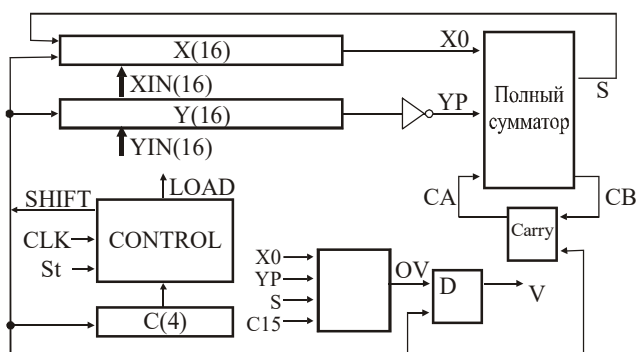 X(16)
X0
XIN(16)
Y(16)
YP
YIN(16)
Полный
сумматор
S
LOAD
SHIFT
CONTROL
CLK
St
C(4)
CA
CB
Carry
X0
YP
S
C15
OV
D
V